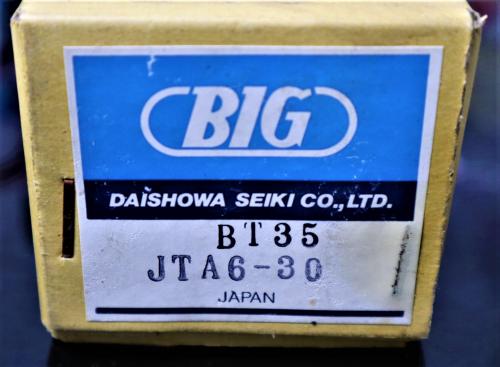 BIG
DAISHOWA SEIKI CO., LTD.
BT35
JTA6-30
JAPAN